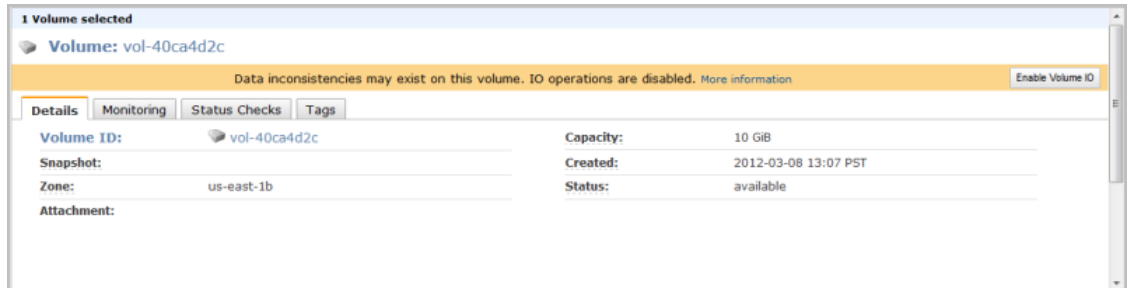 1 Volume selected
Volume: vol-40ca4d2c
Data inconsistencies may exist on this volume. IO operations are disabled. More information Enable Volume IO
Details Monitoring Status Checks Tags
Volume ID: vol-40ca4d2c Capacity: 10 GiB
Snapshot: Created: 2012-03-08 13:07 PST
Zone: us-east-1b Status: available
Attachment: